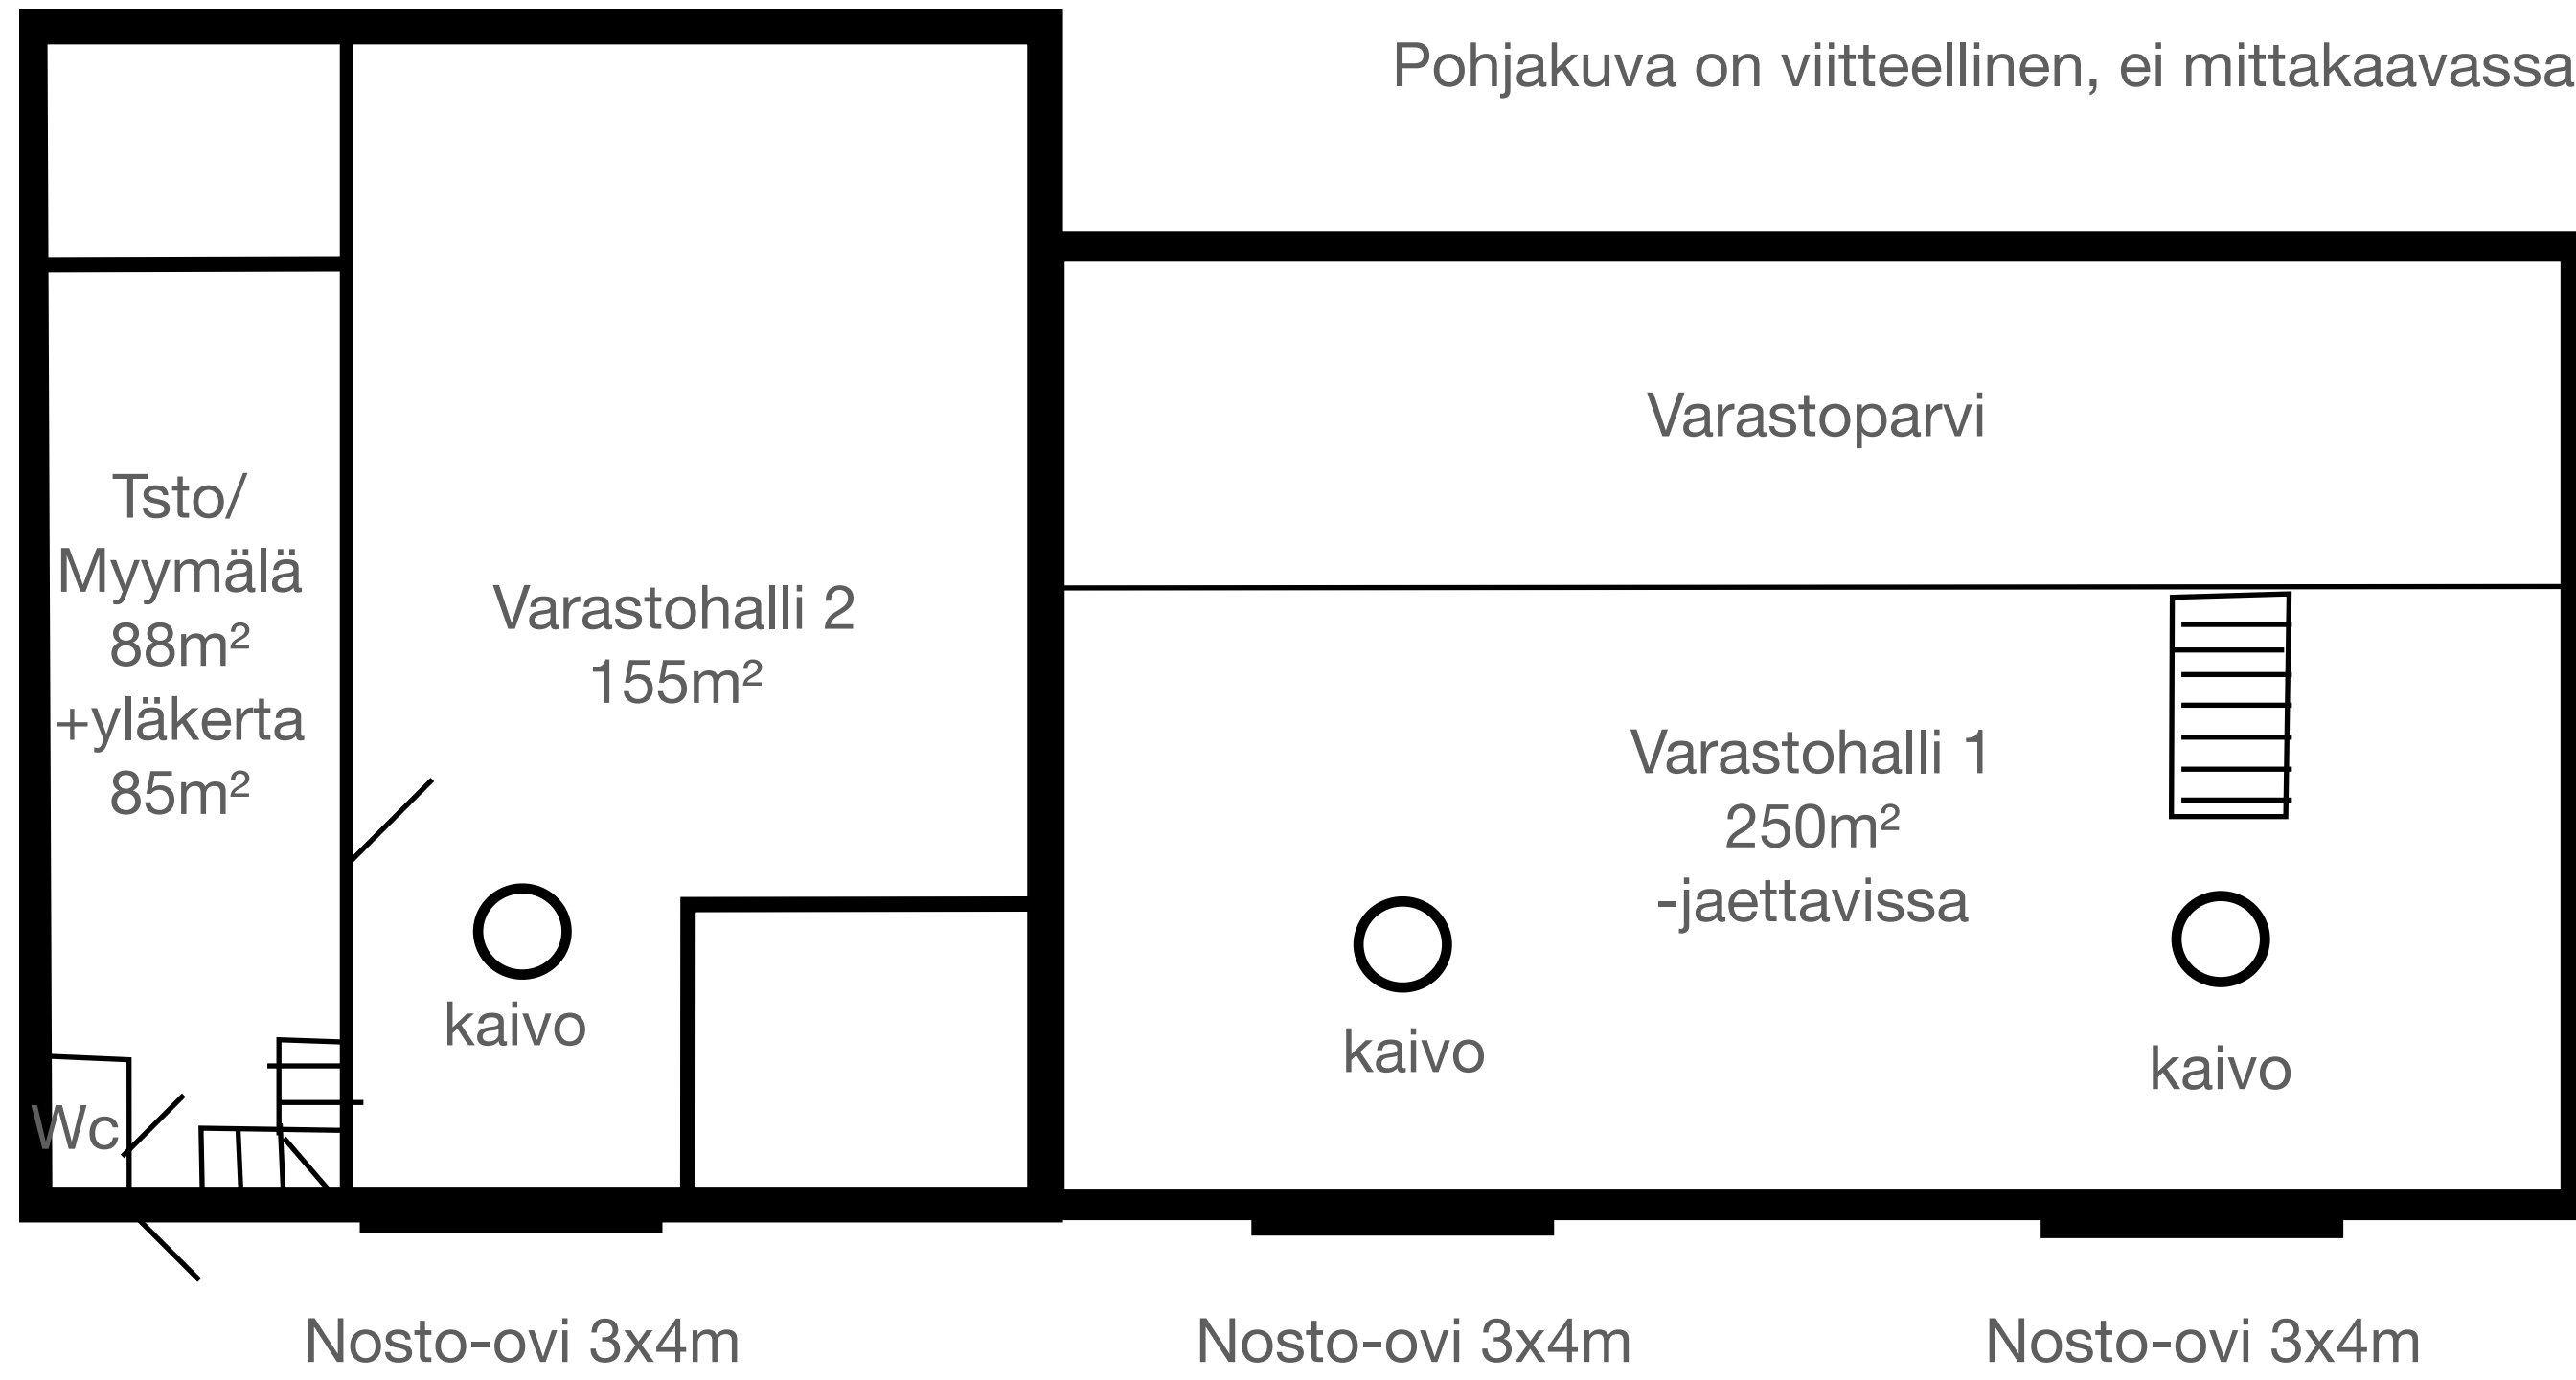 Pohjakuva on viitteellinen, ei mittakaavassa
Varastoparvi
Tsto/
Myymälä
88m²
+yläkerta
85m²
Varastohalli 2
155m²
Varastohalli 1
250m²
-jaettavissa
kaivo
kaivo
kaivo
Wc
Nosto-ovi 3x4m
Nosto-ovi 3x4m
Nosto-ovi 3x4m